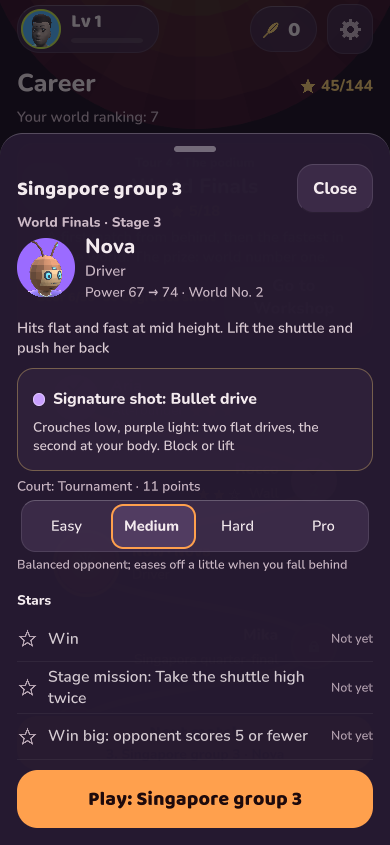 Lv 1
0
Career
45/144
Your world ranking: 7
Singapore group 3
Close
World Finals · Stage 3
Nova
Driver
Power 67 → 74 · World No. 2
Hits flat and fast at mid height. Lift the shuttle and
push her back
Signature shot: Bullet drive
Crouches low, purple light: two flat drives, the
second at your body. Block or lift
Court: Tournament · 11 points
Easy
Medium
Hard
Pro
Balanced opponent; eases off a little when you fall behind
Stars
Win
Not yet
Stage mission: Take the shuttle high
twice
Not yet
Win big: opponent scores 5 or fewer
Not yet
Play: Singapore group 3